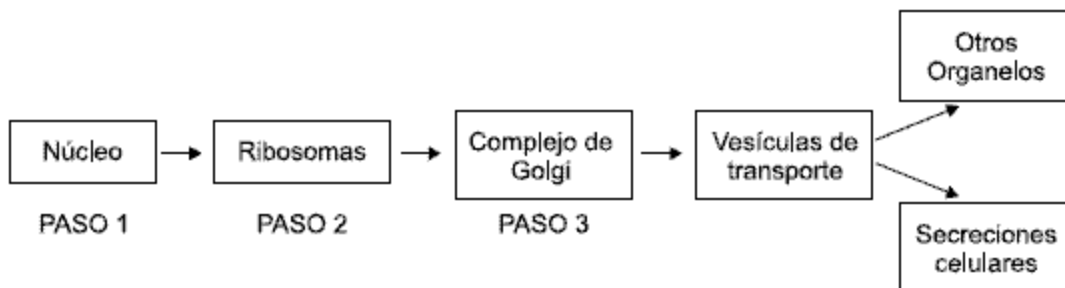 Núcleo
PASO 1
Ribosomas
PASO 2
Complejo de
Golgi
PASO 3
Vesículas de
transporte
Otros
Organelos
Secreciones
celulares